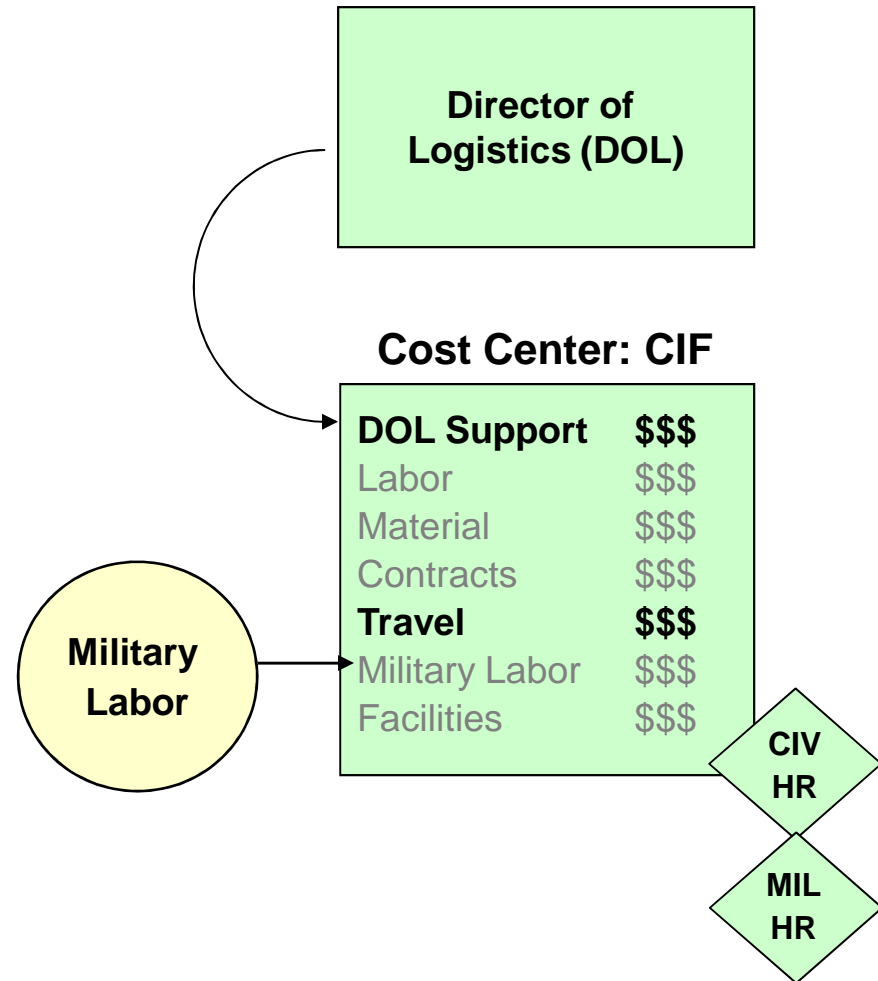 Director of
Logistics (DOL)
Cost Center: CIF
DOL Support $$$
Labor $$$
Material $$$
Contracts $$$
Travel $$$
Military Labor $$$
Facilities $$$
Military
Labor
CIV
HR
MIL
HR